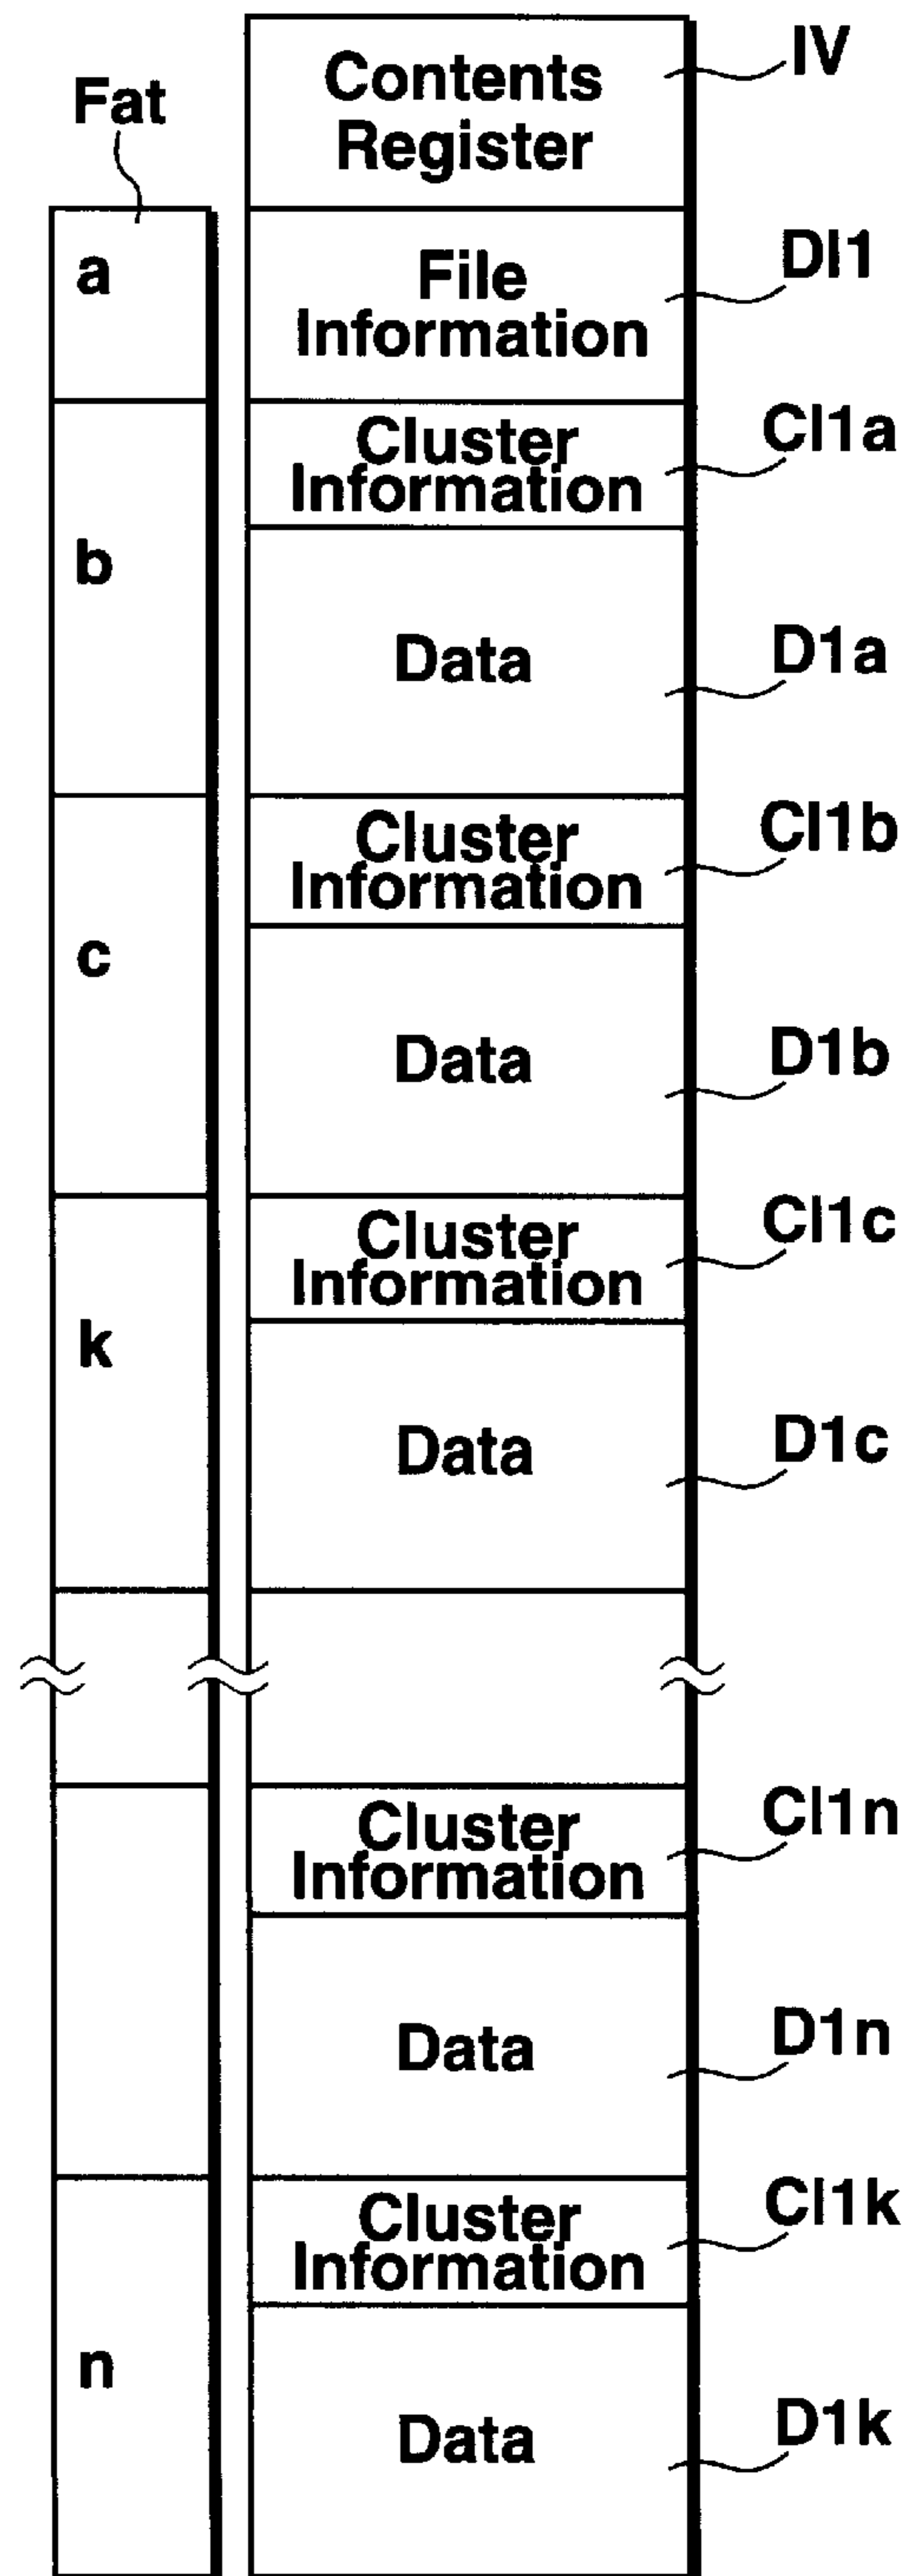 Contents
Register
IV
Fat
a
File
Information
DI1
Cluster
Information
CI1a
b
Data
D1a
Cluster
Information
CI1b
c
Data
D1b
Cluster
Information
CI1c
k
Data
D1c
Cluster
Information
CI1n
Data
D1n
Cluster
Information
CI1k
n
Data
D1k